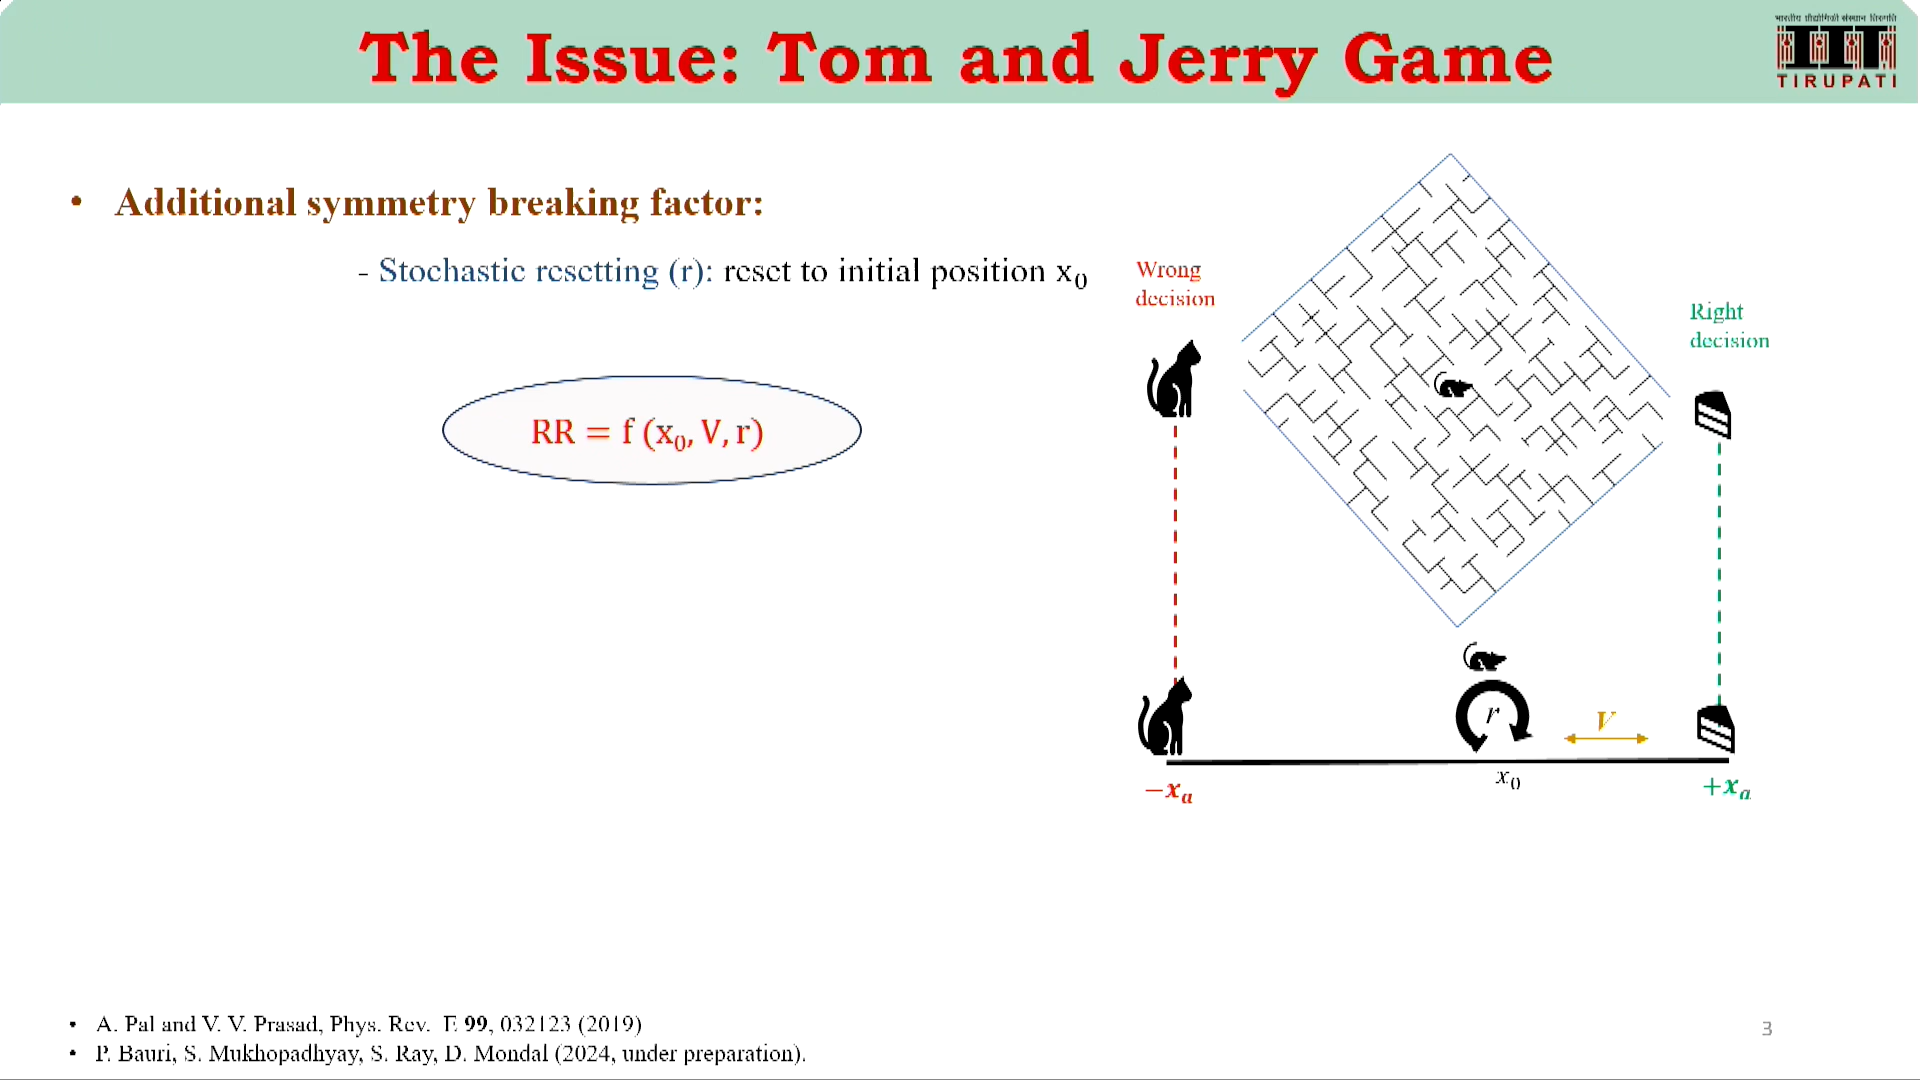 The Issue: Tom and Jerry Game
भारतीय प्रौद्योगिकी संस्थान तिरुपति
TIRUPATI
• Additional symmetry breaking factor:
- Stochastic resetting (r): reset to initial position x₀
RR = f (x₀, V, r)
Wrong
decision
Right
decision
r
V
x₀
−xₐ
+xₐ
• A. Pal and V. V. Prasad, Phys. Rev. E 99, 032123 (2019)
• P. Bauri, S. Mukhopadhyay, S. Ray, D. Mondal (2024, under preparation).
3